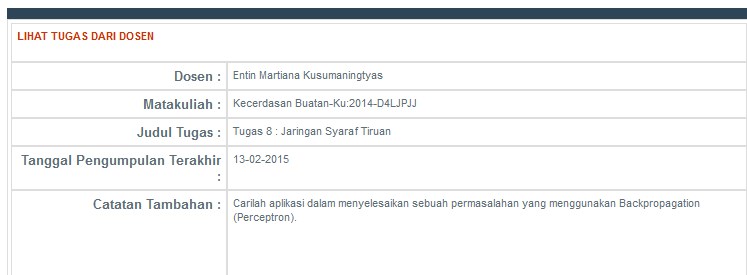 LIHAT TUGAS DARI DOSEN
Dosen : Entin Martiana Kusumaningtyas
Matakuliah : Kecerdasan Buatan-Ku:2014-D4LJPJJ
Judul Tugas : Tugas 8 : Jaringan Syaraf Tiruan
Tanggal Pengumpulan Terakhir 13-02-2015
:
Catatan Tambahan : Carilah aplikasi dalam menyelesaikan sebuah permasalahan yang menggunakan Backpropagation
(Perceptron).